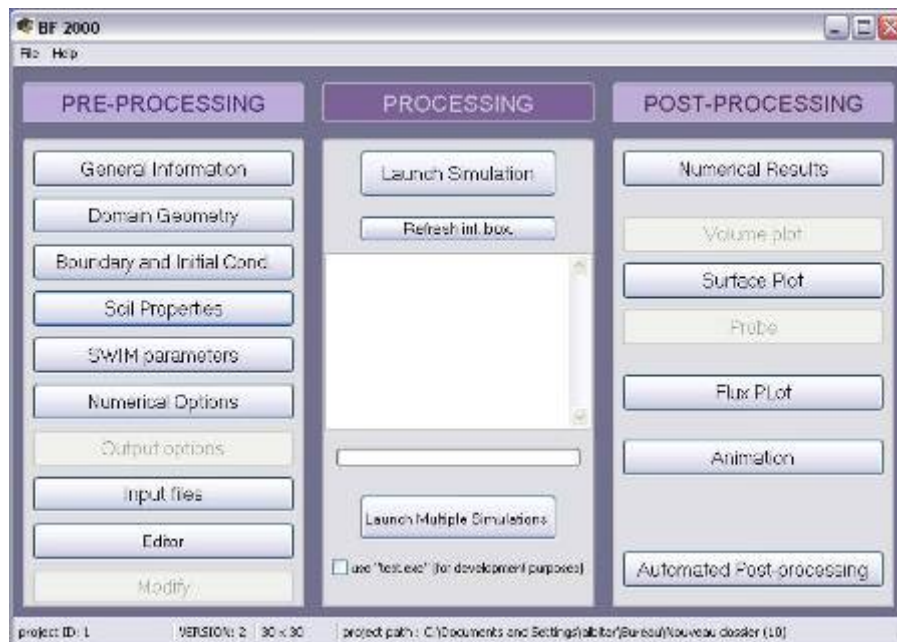 BF 2000
File Help
PRE-PROCESSING
General Information
Domain Geometry
Boundary and Initial Cond.
Soil Properties
SWIM parameters
Numerical Options
Output options
Input files
Editor
Modify
PROCESSING
Launch Simulation
Refresh inf. box.
Launch Multiple Simulations
use "test.exe" (for development purposes)
POST-PROCESSING
Numerical Results
Volume plot
Surface Plot
Probe
Flux PLot
Animation
Automated Post-processing
project ID: 1 VERSION: 2 30 x 30 project path : C:\Documents and Settings\albitar\Bureau\Nouveau dossier (10)